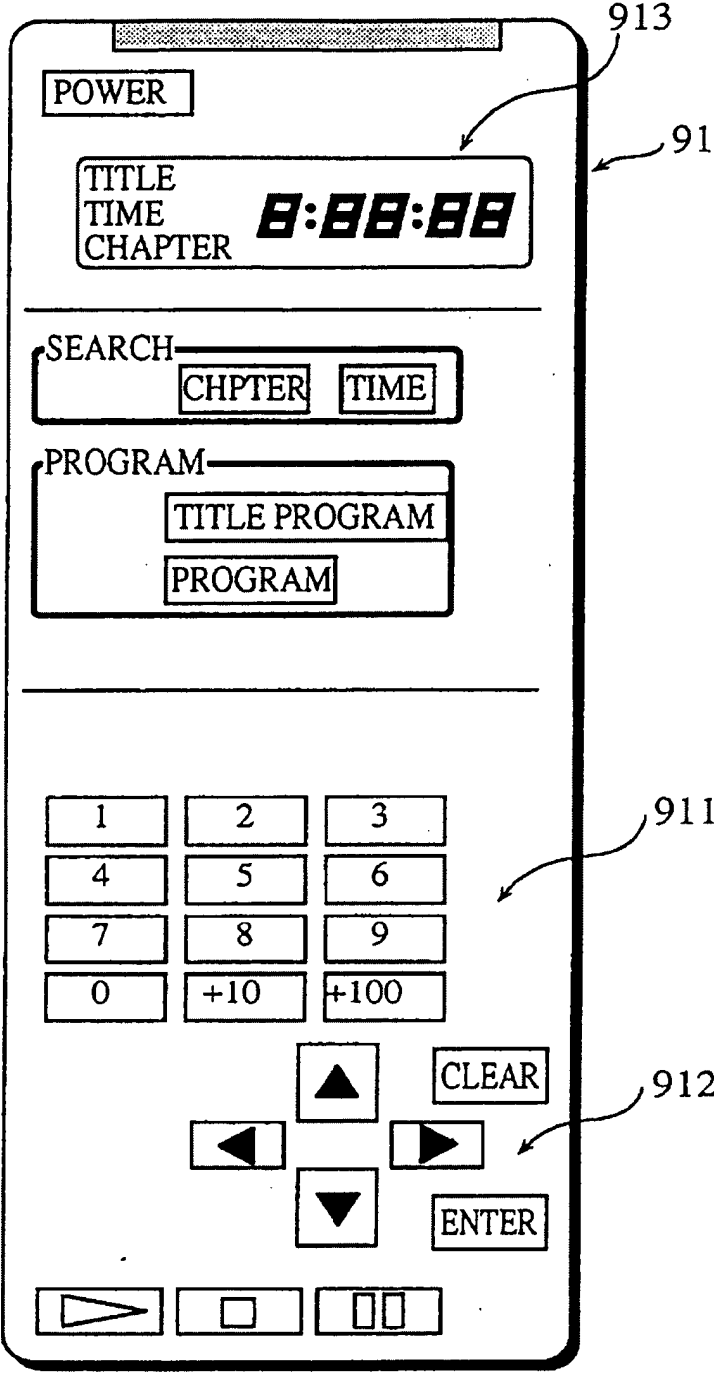 913
POWER
91
TITLE
TIME 8:88:88
CHAPTER
SEARCH
CHPTER TIME
PROGRAM
TITLE PROGRAM
PROGRAM
1 2 3
911
4 5 6
7 8 9
0 +10 +100
CLEAR
912
ENTER